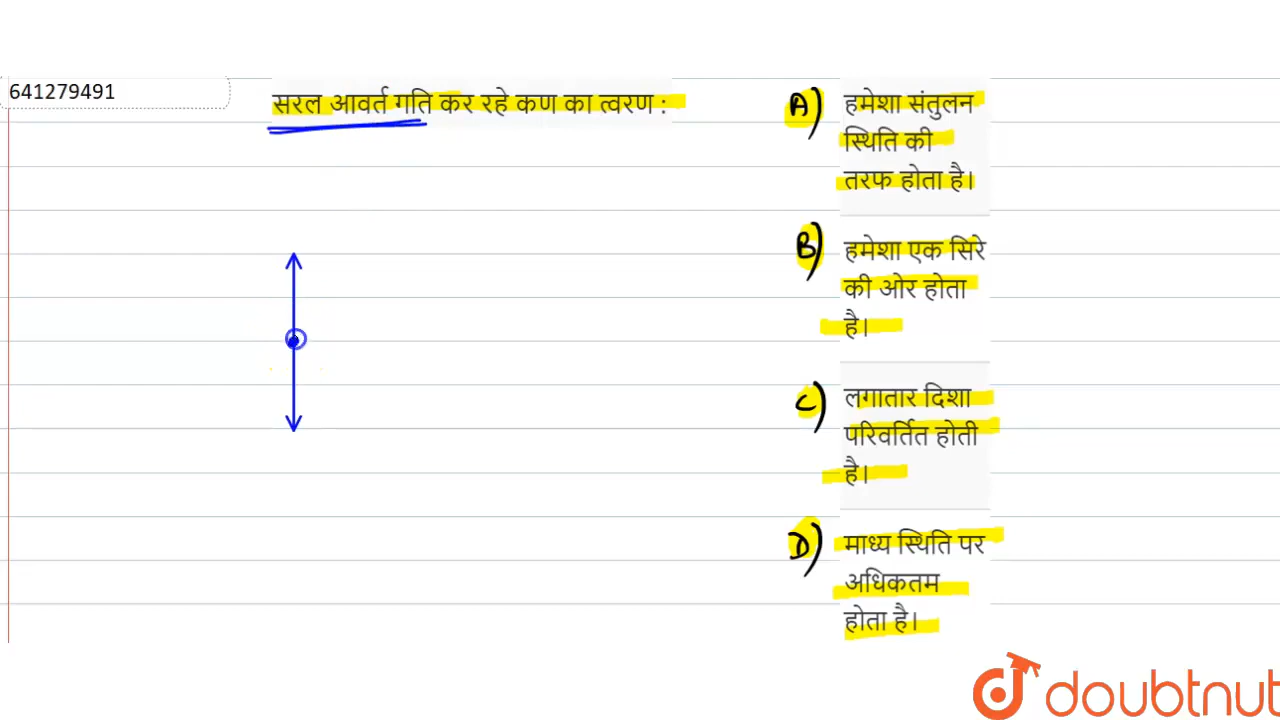 641279491
सरल आवर्त गति कर रहे कण का त्वरण :
A) हमेशा संतुलन
स्थिति की
तरफ होता है।
B) हमेशा एक सिरे
की ओर होता
है।
C) लगातार दिशा
परिवर्तित होती
है।
D) माध्य स्थिति पर
अधिकतम
होता है।
doubtnut